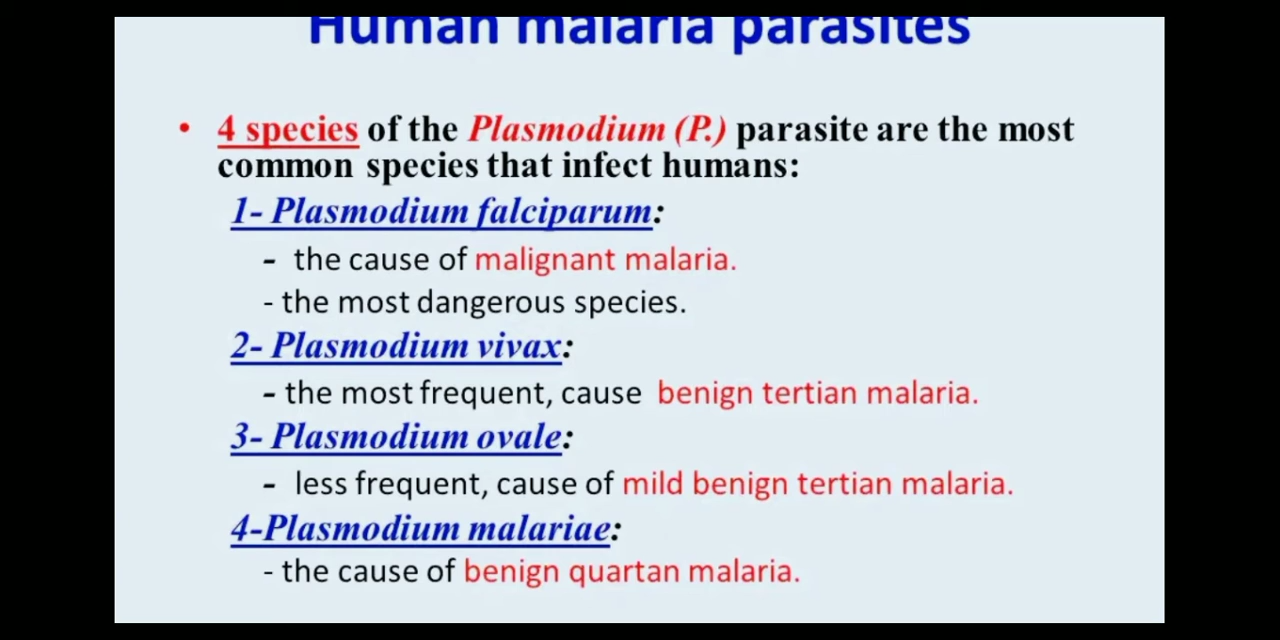 Human malaria parasites
• 4 species of the Plasmodium (P.) parasite are the most
common species that infect humans:
1- Plasmodium falciparum:
- the cause of malignant malaria.
- the most dangerous species.
2- Plasmodium vivax:
- the most frequent, cause benign tertian malaria.
3- Plasmodium ovale:
- less frequent, cause of mild benign tertian malaria.
4-Plasmodium malariae:
- the cause of benign quartan malaria.